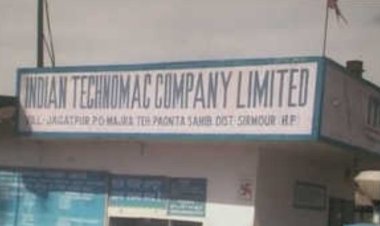 INDIAN TECHNOMAC COMPANY LIMITED
VILL:-JAGATPUR P.O-MAJRA TEH-PAONTA SAHIB DIST-SIRMOUR H.P